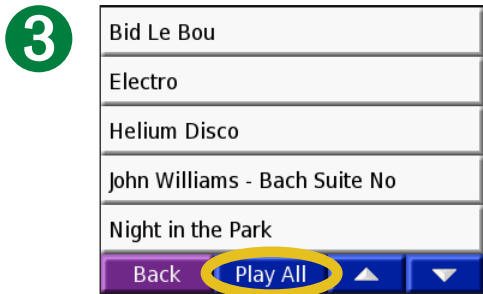 3
Bid Le Bou
Electro
Helium Disco
John Williams - Bach Suite No
Night in the Park
Back Play All